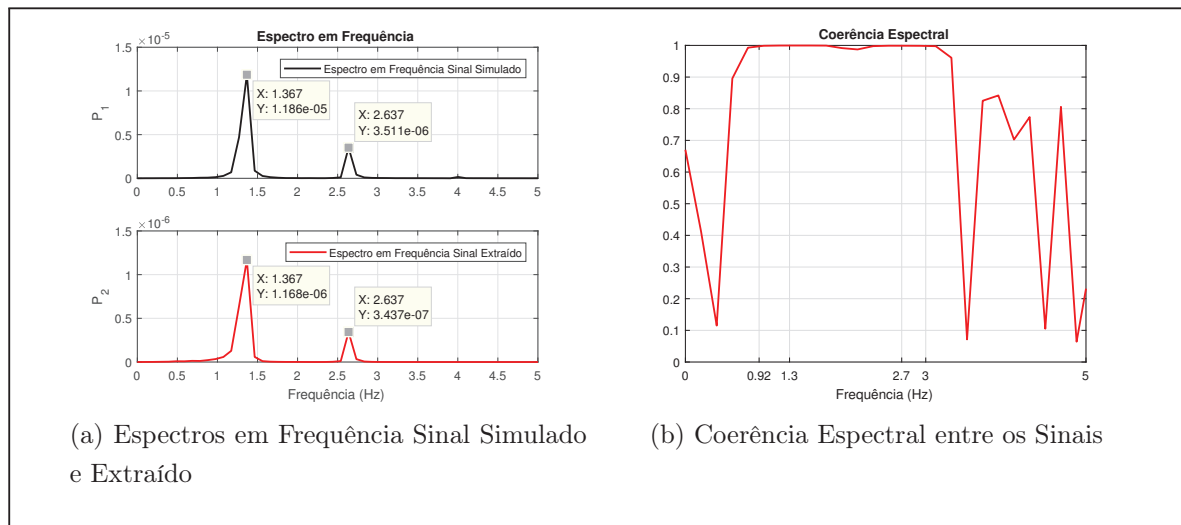 Espectro em Frequência
×10^-5
1.5
1
0.5
0
P_1
Espectro em Frequência Sinal Simulado
X: 1.367
Y: 1.186e-05
X: 2.637
Y: 3.511e-06
0 0.5 1 1.5 2 2.5 3 3.5 4 4.5 5
×10^-6
1.5
1
0.5
0
P_2
Espectro em Frequência Sinal Extraído
X: 1.367
Y: 1.168e-06
X: 2.637
Y: 3.437e-07
0 0.5 1 1.5 2 2.5 3 3.5 4 4.5 5
Frequência (Hz)
(a) Espectros em Frequência Sinal Simulado
e Extraído
Coerência Espectral
1
0.9
0.8
0.7
0.6
0.5
0.4
0.3
0.2
0.1
0
0 0.92 1.3 2.7 3 5
Frequência (Hz)
(b) Coerência Espectral entre os Sinais